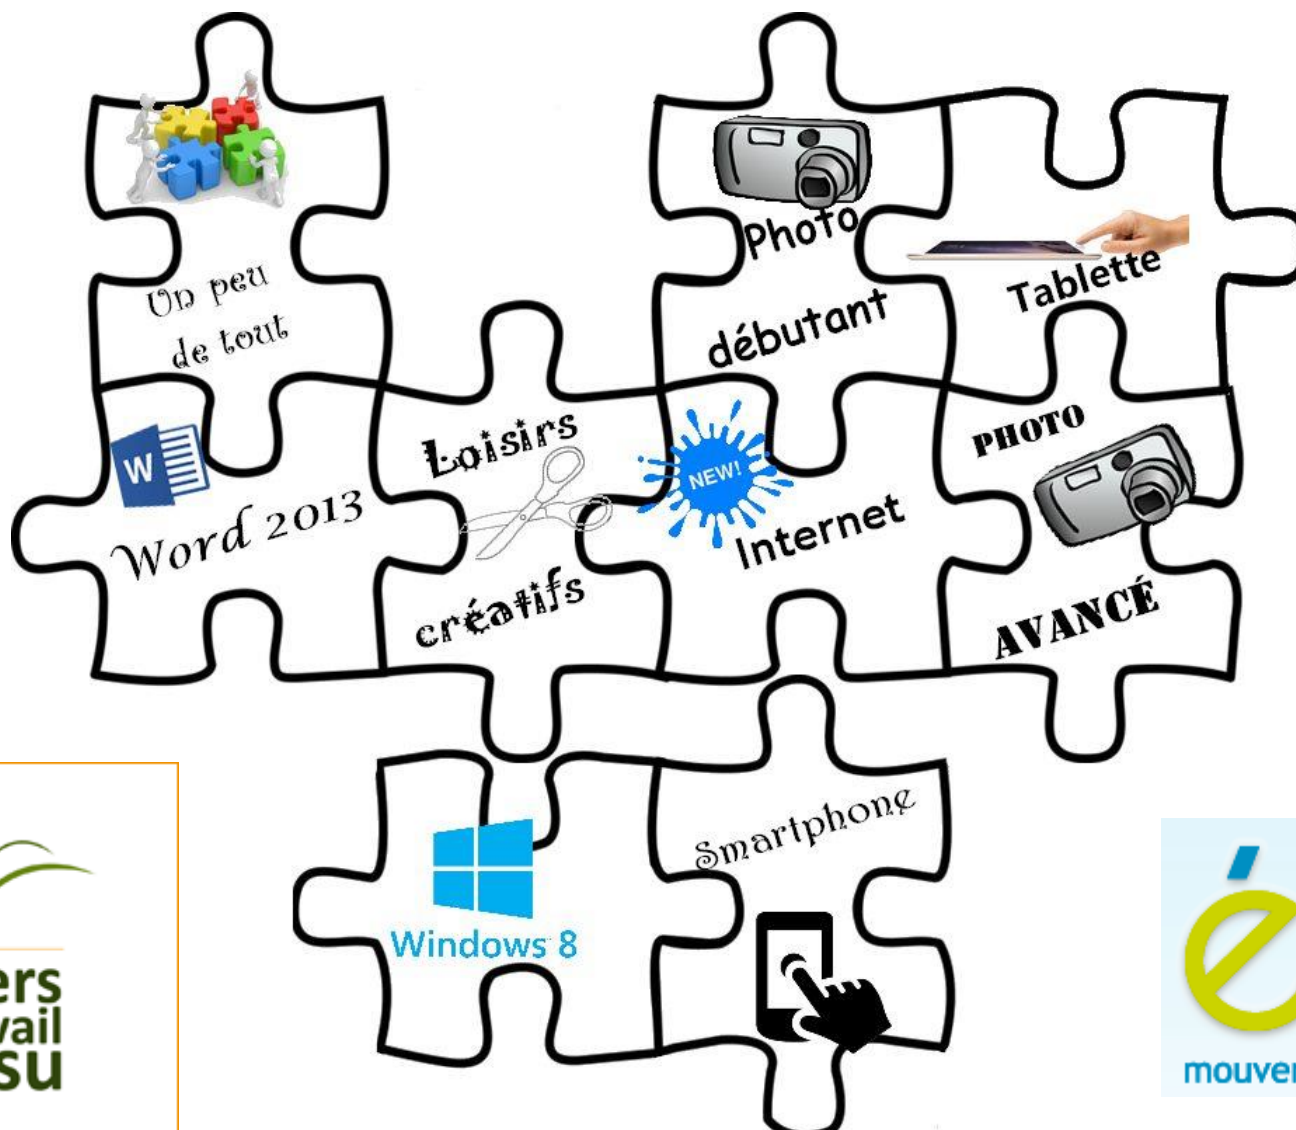 Un peu
de tout
Photo
débutant
Tablette
W
Word 2013
Loisirs
créatifs
NEW!
Internet
PHOTO
AVANCÉ
Windows 8
Smartphone
é